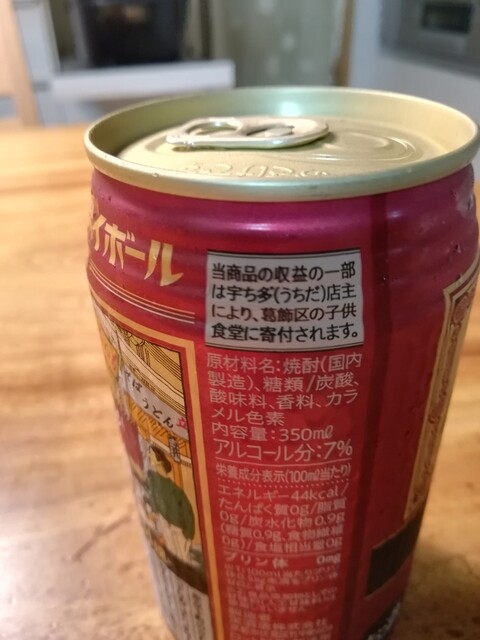 イボール
当商品の収益の一部
は宇ち多(うちだ)店主
により、葛飾区の子供
食堂に寄付されます。
原材料名:焼酎(国内
製造)、糖類/炭酸、
酸味料、香料、カラ
メル色素
内容量:350mℓ
アルコール分:7%
栄養成分表示(100mℓ当たり)
エネルギー44kcal/
たんぱく質0g/脂質
0g/炭水化物0.9g
(糖質0.9g、食物繊維
0g)/食塩相当量0g
プリン体 0mg
うどん